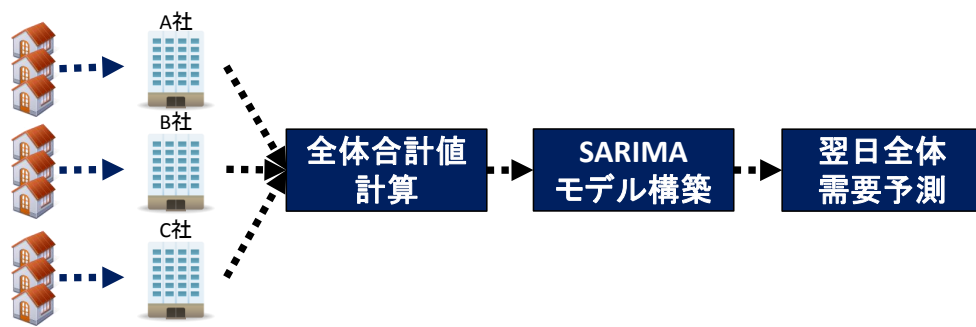 A社
B社
C社
全体合計値
計算
SARIMA
モデル構築
翌日全体
需要予測